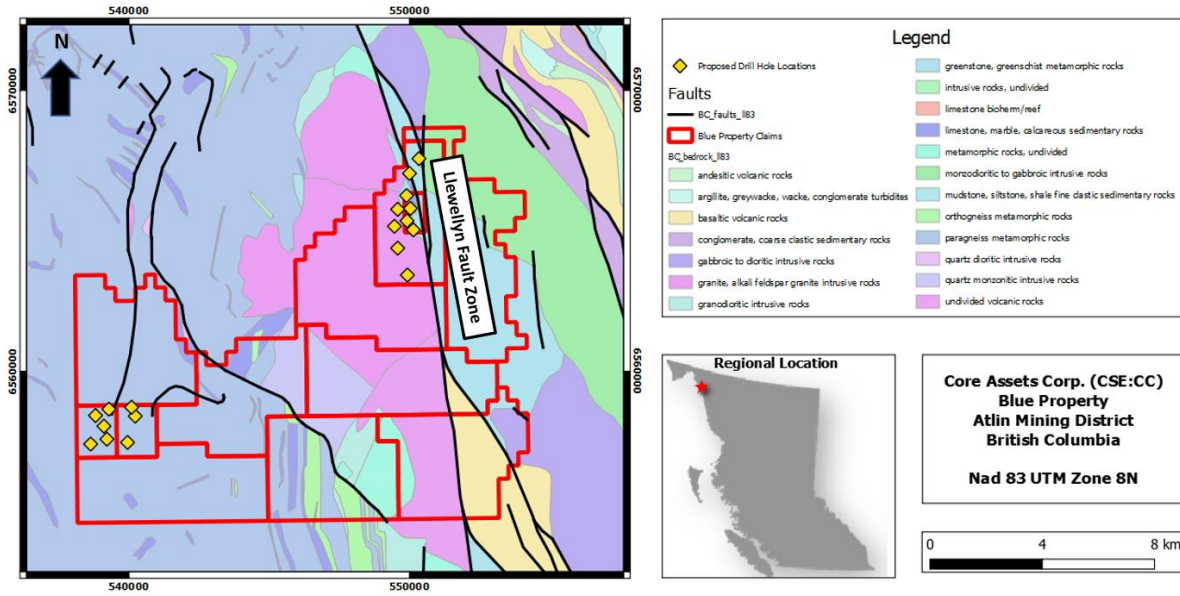 540000
550000
N
6570000
6570000
Llewellyn Fault Zone
6560000
6560000
540000
550000
Legend
Proposed Drill Hole Locations
Faults
BC_faults_ll83
Blue Property Claims
BC_bedrock_ll83
andesitic volcanic rocks
argillite, greywacke, wacke, conglomerate turbidites
basaltic volcanic rocks
conglomerate, coarse clastic sedimentary rocks
gabbroic to dioritic intrusive rocks
granite, alkali feldspar granite intrusive rocks
granodioritic intrusive rocks
greenstone, greenschist metamorphic rocks
intrusive rocks, undivided
limestone bioherm/reef
limestone, marble, calcareous sedimentary rocks
metamorphic rocks, undivided
monzodioritic to gabbroic intrusive rocks
mudstone, siltstone, shale fine clastic sedimentary rocks
orthogneiss metamorphic rocks
paragneiss metamorphic rocks
quartz dioritic intrusive rocks
quartz monzonitic intrusive rocks
undivided volcanic rocks
Regional Location
Core Assets Corp. (CSE:CC)
Blue Property
Atlin Mining District
British Columbia
Nad 83 UTM Zone 8N
0 4 8 km